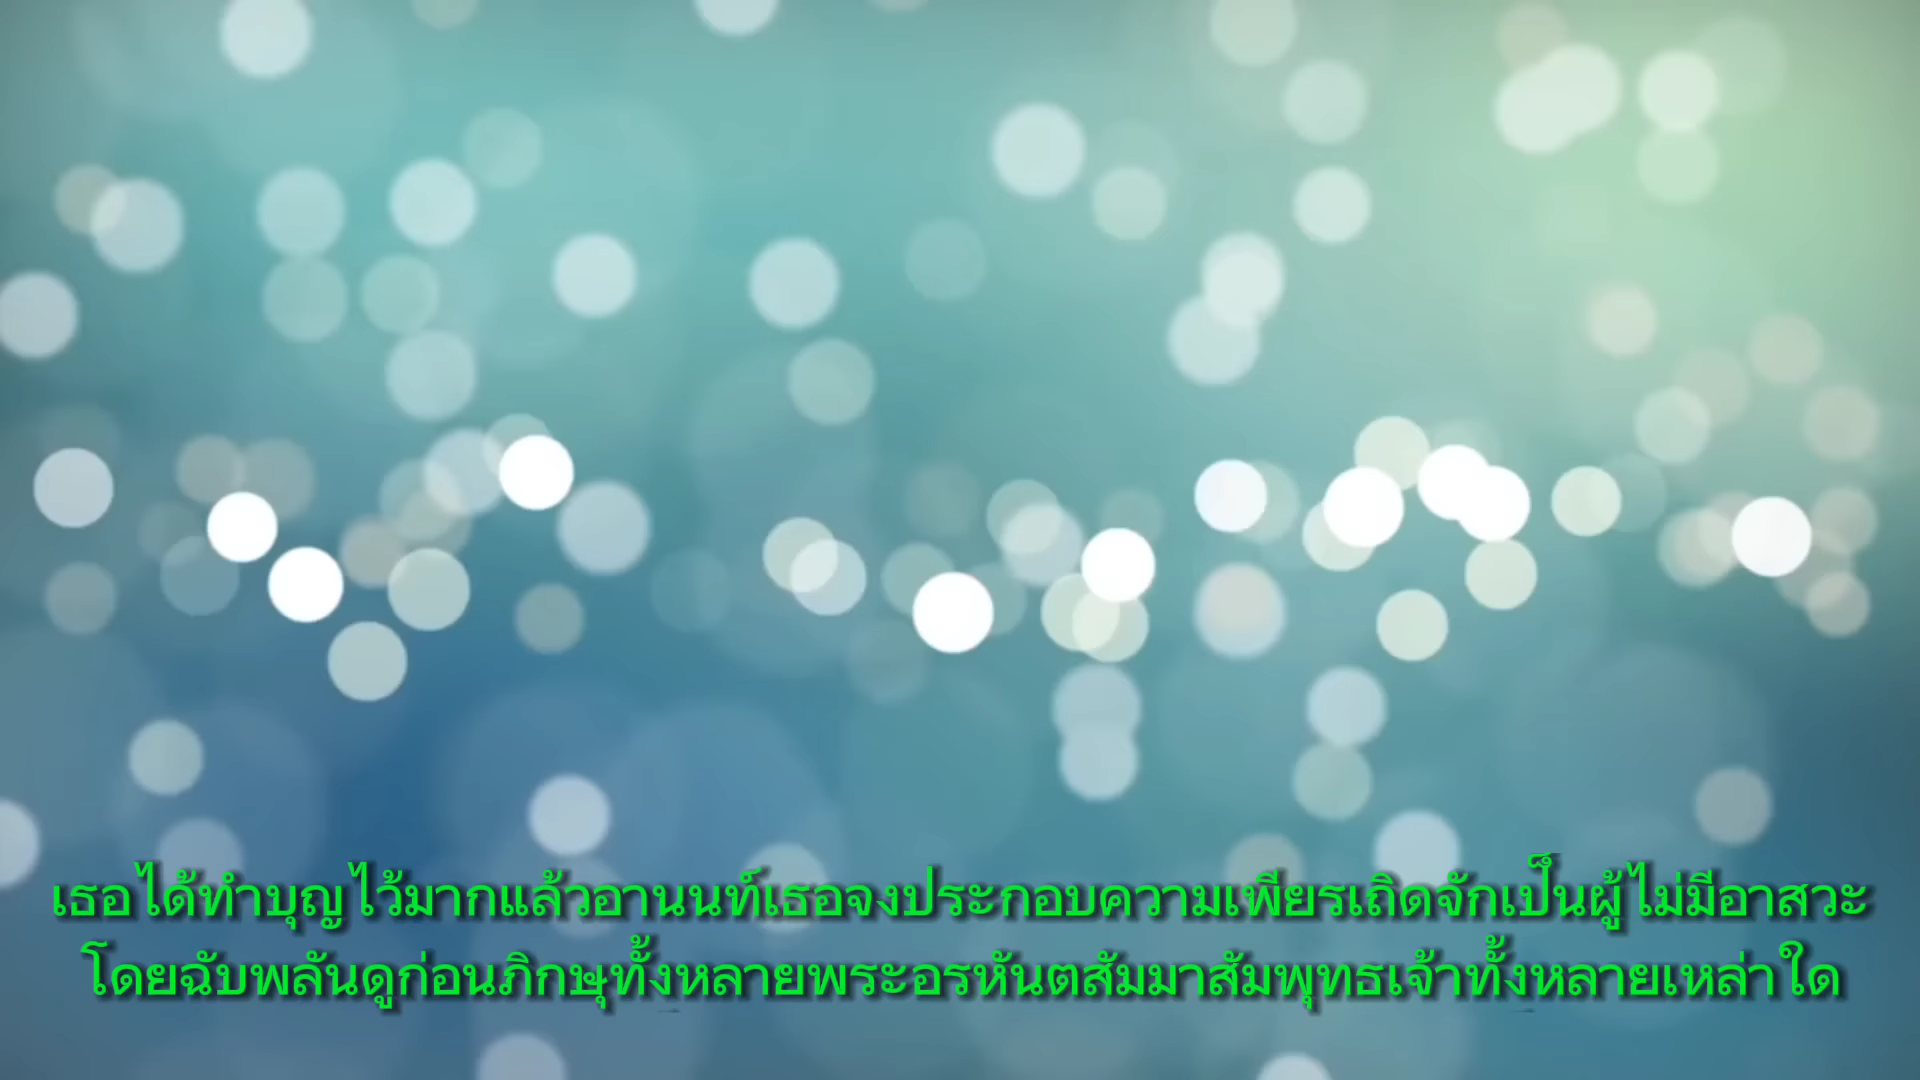 เธอได้ทำบุญไว้มากแล้วอานนท์เธอจงประกอบความเพียรเถิดจักเป็นผู้ไม่มีอาสวะ
โดยฉับพลันดูก่อนภิกษุทั้งหลายพระอรหันตสัมมาสัมพุทธเจ้าทั้งหลายเหล่าใด